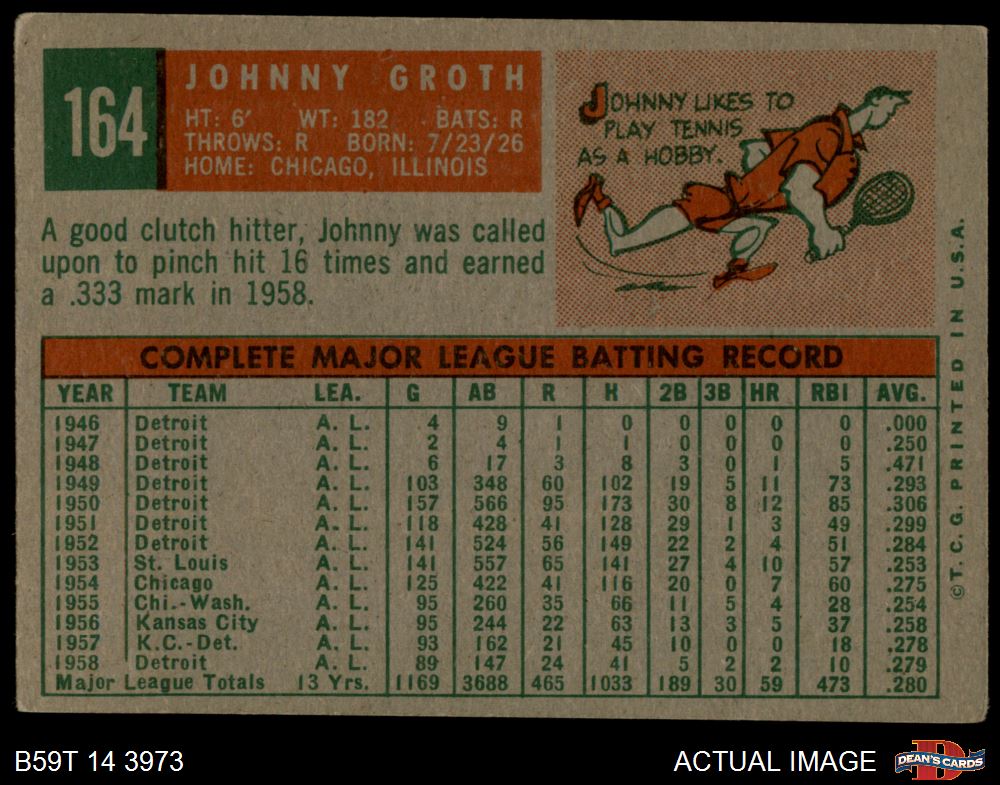 164
JOHNNY GROTH
HT: 6' WT: 182 BATS: R
THROWS: R BORN: 7/23/26
HOME: CHICAGO, ILLINOIS
JOHNNY LIKES TO
PLAY TENNIS
AS A HOBBY.
A good clutch hitter, Johnny was called
upon to pinch hit 16 times and earned
a .333 mark in 1958.
COMPLETE MAJOR LEAGUE BATTING RECORD
YEAR TEAM LEA. G AB R H 2B 3B HR RBI AVG.
1946 Detroit A. L. 4 9 1 0 0 0 0 0 .000
1947 Detroit A. L. 2 4 1 1 0 0 0 0 .250
1948 Detroit A. L. 6 17 3 8 3 0 1 5 .471
1949 Detroit A. L. 103 348 60 102 19 5 11 73 .293
1950 Detroit A. L. 157 566 95 173 30 8 12 85 .306
1951 Detroit A. L. 118 428 41 128 29 1 3 49 .299
1952 Detroit A. L. 141 524 56 149 22 2 4 51 .284
1953 St. Louis A. L. 141 557 65 141 27 4 10 57 .253
1954 Chicago A. L. 125 422 41 116 20 0 7 60 .275
1955 Chi.-Wash. A. L. 95 260 35 66 11 5 4 28 .254
1956 Kansas City A. L. 95 244 22 63 13 3 5 37 .258
1957 K.C.-Det. A. L. 93 162 21 45 10 0 0 18 .278
1958 Detroit A. L. 89 147 24 41 5 2 2 10 .279
Major League Totals 13 Yrs. 1169 3688 465 1033 189 30 59 473 .280
©T. C. G. PRINTED IN U.S.A.
B59T 14 3973
ACTUAL IMAGE
DEAN'S CARDS